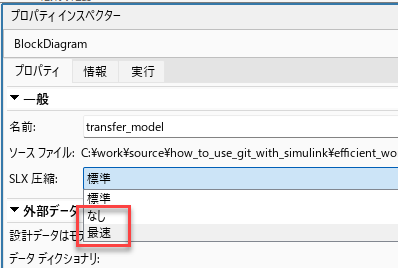 プロパティ インスペクター
BlockDiagram
プロパティ 情報 実行
一般
名前: transfer_model
ソース ファイル: C:¥work¥source¥how_to_use_git_with_simulink¥efficient_wo
SLX 圧縮: 標準
標準
外部データ
なし
設計データはモデ
最速
データ ディクショナリ: